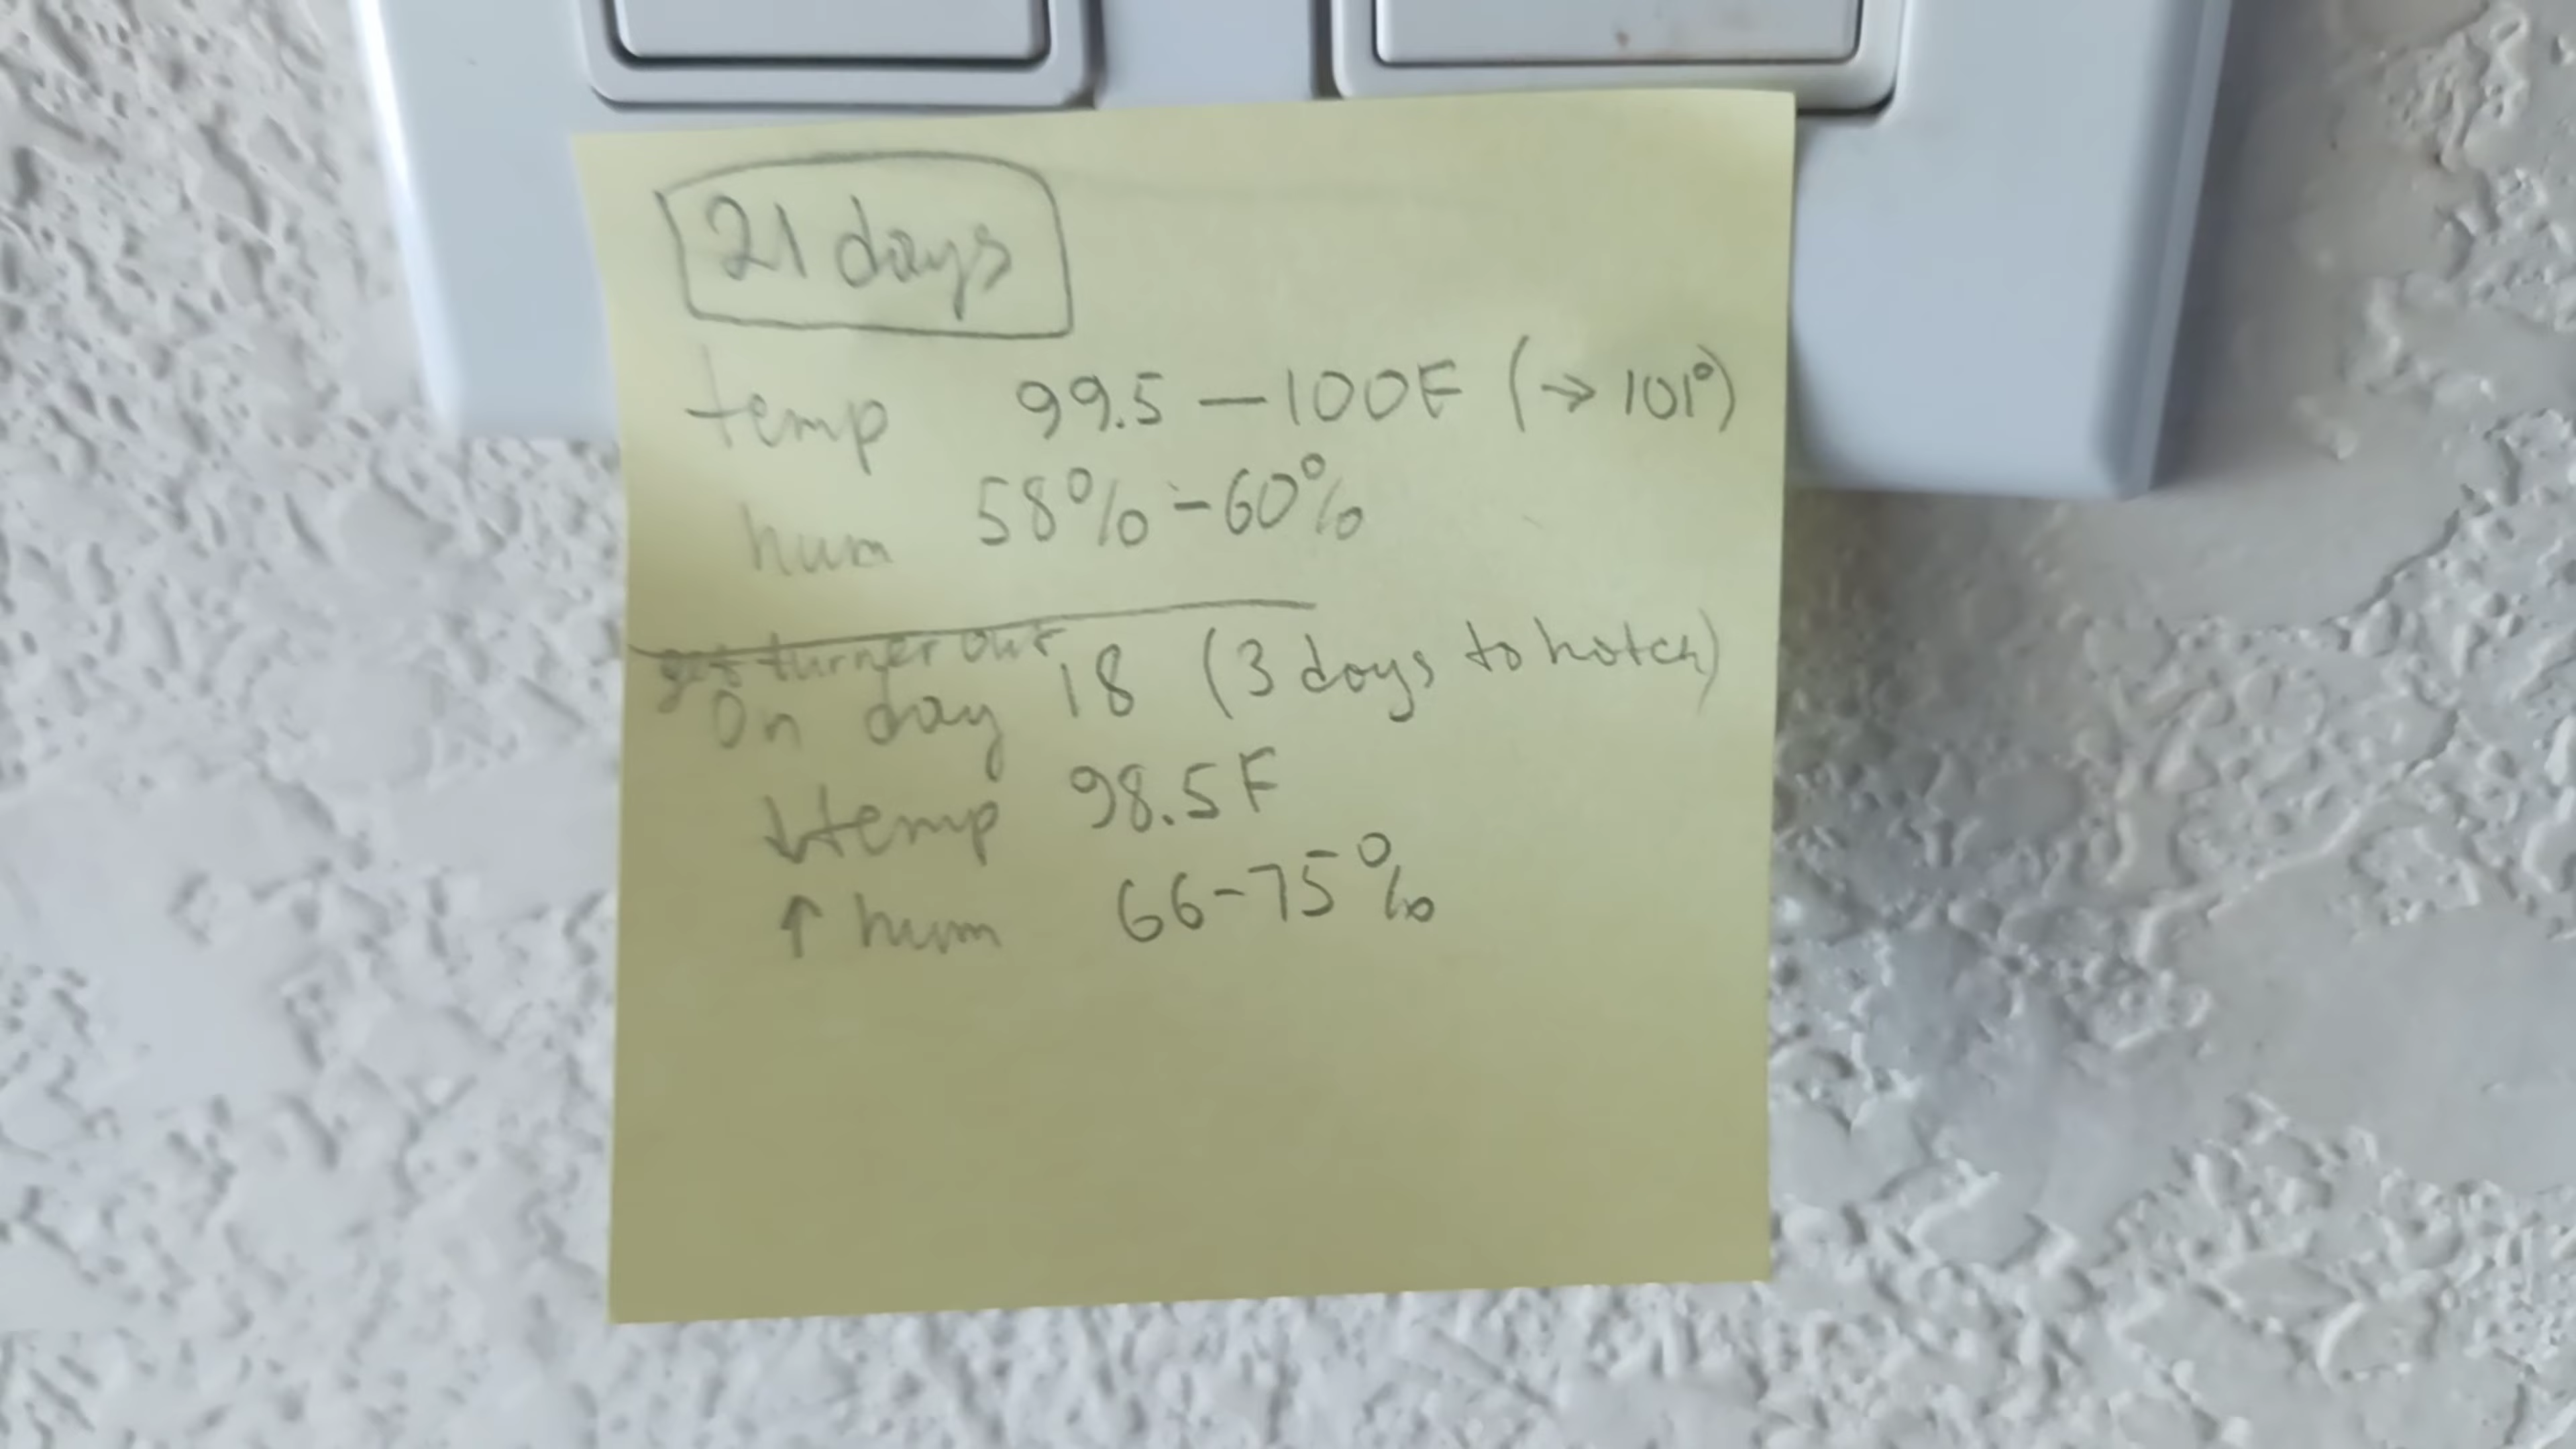 21 days
temp 99.5 – 100F (→ 101°)
hum 58% – 60%
get turner out
On day 18 (3 days to hatch)
↓ temp 98.5F
↑ hum 66-75%